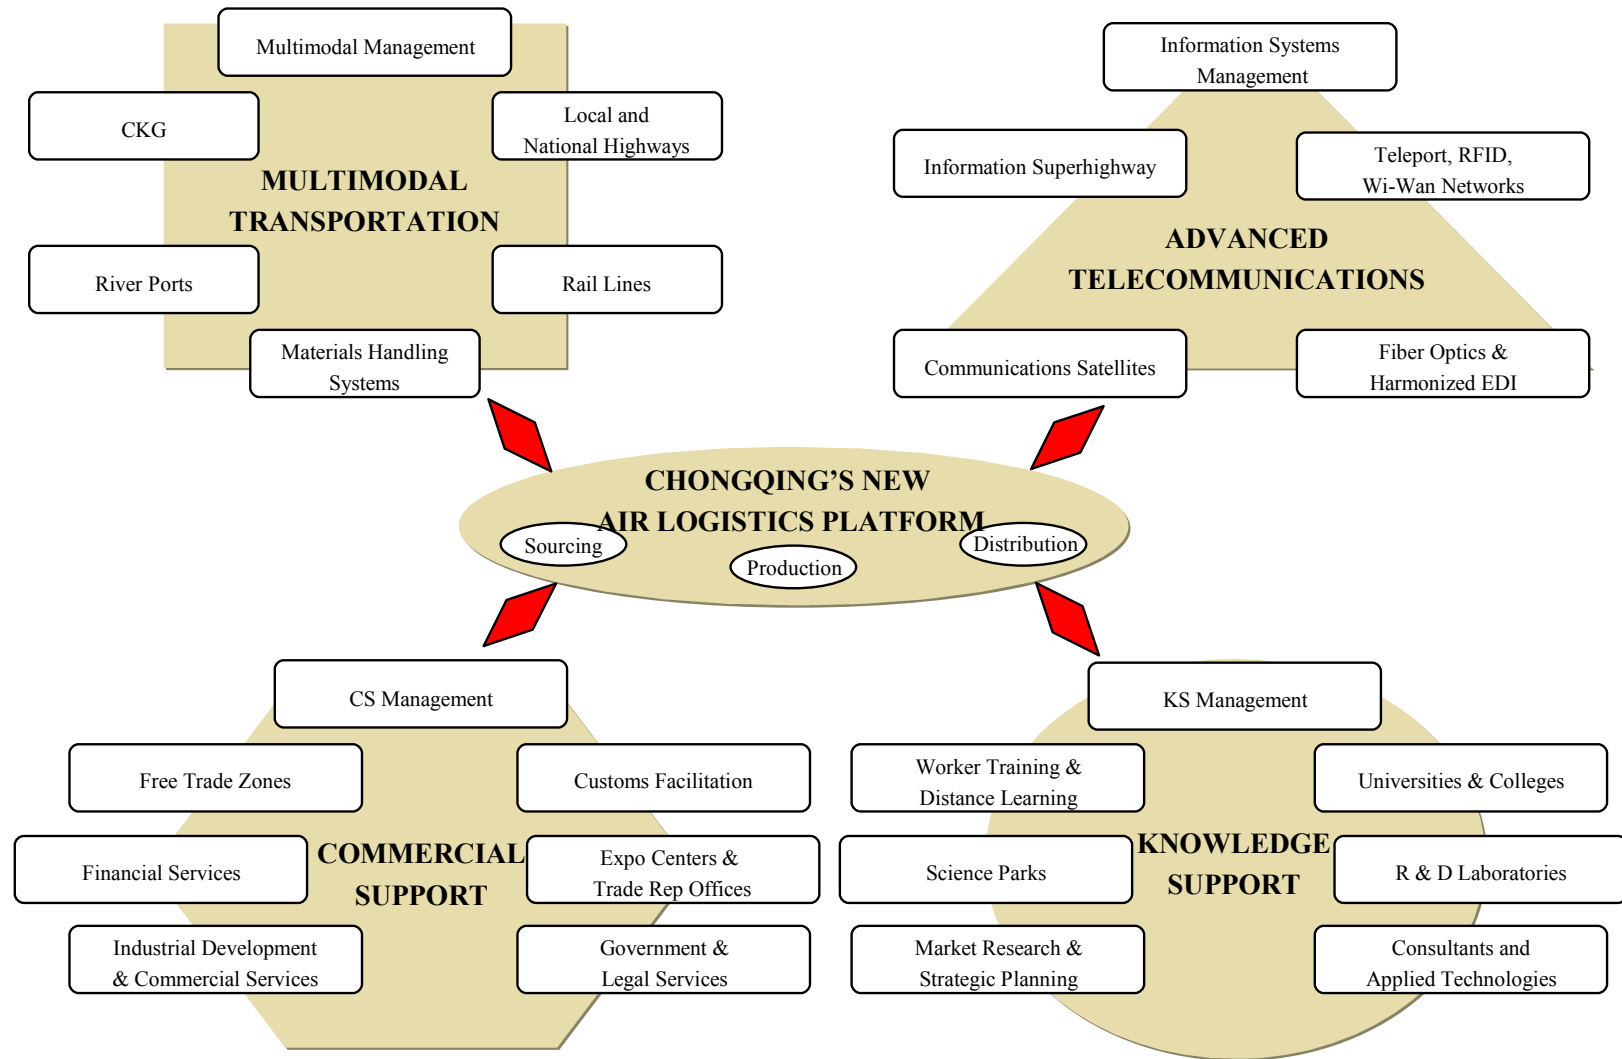 Multimodal Management
CKG
Local and
National Highways
MULTIMODAL
TRANSPORTATION
River Ports
Rail Lines
Materials Handling
Systems
Information Systems
Management
Information Superhighway
Teleport, RFID,
Wi-Wan Networks
ADVANCED
TELECOMMUNICATIONS
Communications Satellites
Fiber Optics &
Harmonized EDI
CHONGQING’S NEW
AIR LOGISTICS PLATFORM
Sourcing
Production
Distribution
CS Management
Free Trade Zones
Customs Facilitation
Financial Services
COMMERCIAL
SUPPORT
Expo Centers &
Trade Rep Offices
Industrial Development
& Commercial Services
Government &
Legal Services
KS Management
Worker Training &
Distance Learning
Universities & Colleges
Science Parks
KNOWLEDGE
SUPPORT
R & D Laboratories
Market Research &
Strategic Planning
Consultants and
Applied Technologies